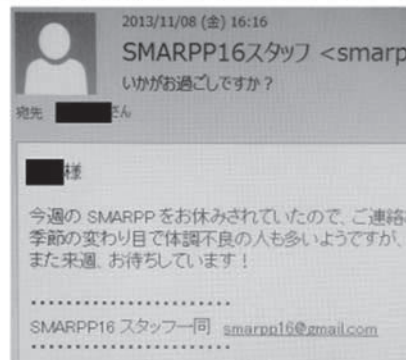 2013/11/08 (金) 16:16
SMARPP16スタッフ <smarp
いかがお過ごしですか？
宛先 さん
様
今週の SMARPP をお休みされていたので、ご連絡
季節の変わり目で体調不良の人も多いようですが、
また来週、お待ちしています！
SMARPP16 スタッフ一同 smarpp16@gmail.com